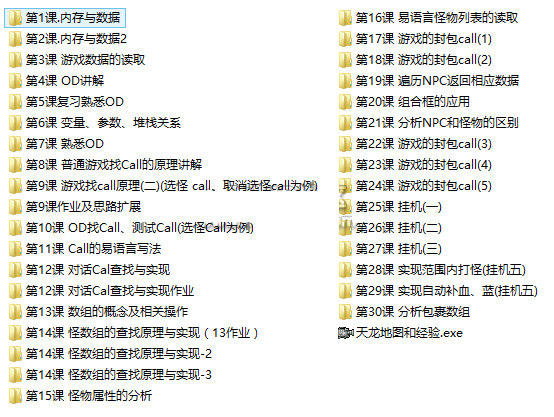 第1课.内存与数据
第2课.内存与数据2
第3课 游戏数据的读取
第4课 OD讲解
第5课复习熟悉OD
第6课 变量、参数、堆栈关系
第7课 熟悉OD
第8课 普通游戏找Call的原理讲解
第9课 游戏找call原理(二)(选怪 call、取消选怪call为例)
第9课作业及思路扩展
第10课 OD找Call、测试Call(选怪Call为例)
第11课 Call的易语言写法
第12课 对话Cal查找与实现
第12课 对话Cal查找与实现作业
第13课 数组的概念及相关操作
第14课 怪数组的查找原理与实现（13作业）
第14课 怪数组的查找原理与实现-2
第14课 怪数组的查找原理与实现-3
第15课 怪物属性的分析
第16课 易语言怪物列表的读取
第17课 游戏的封包call(1)
第18课 游戏的封包call(2)
第19课 遍历NPC返回相应数据
第20课 组合框的应用
第21课 分析NPC和怪物的区别
第22课 游戏的封包call(3)
第23课 游戏的封包call(4)
第24课 游戏的封包call(5)
第25课 挂机(一)
第26课 挂机(二)
第27课 挂机(三)
第28课 实现范围内打怪(挂机五)
第29课 实现自动补血、蓝(挂机五)
第30课 分析包裹数组
天龙地图和经验.exe